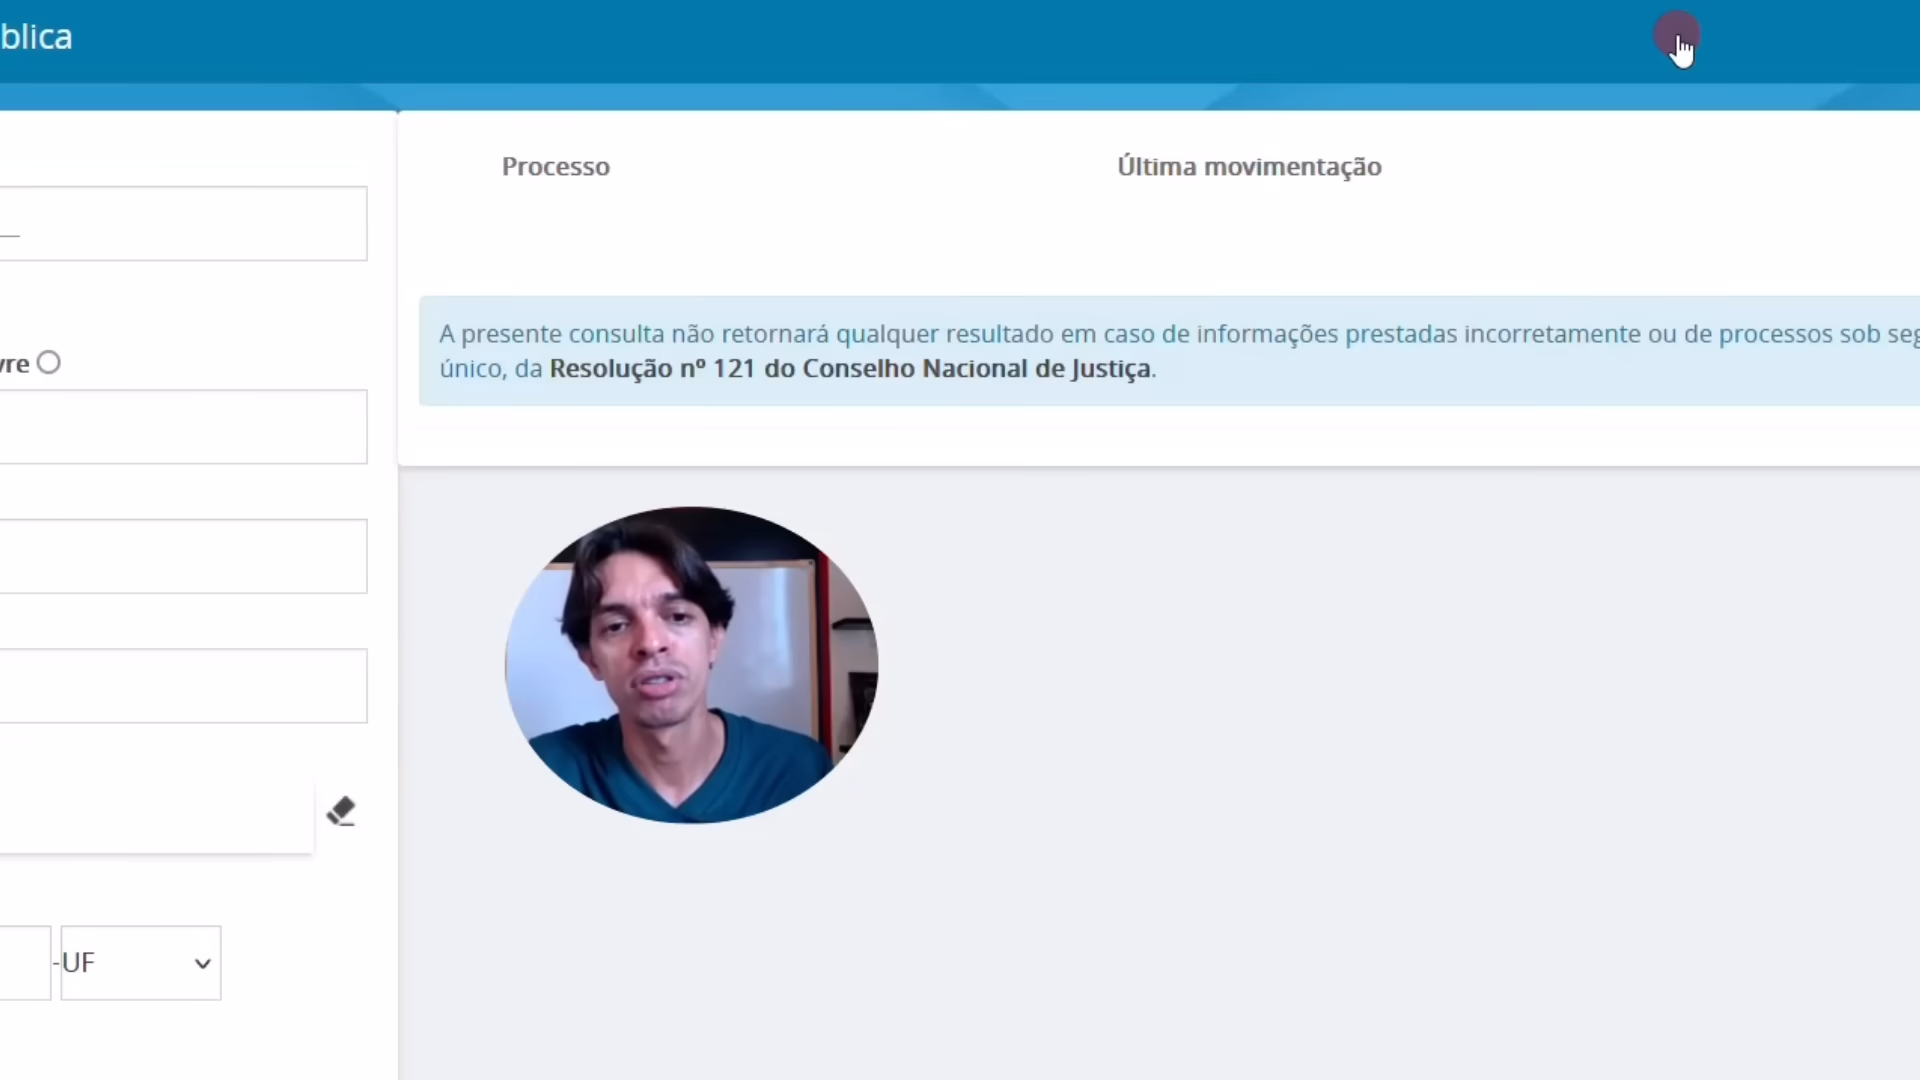 blica
Processo
Última movimentação
vre
A presente consulta não retornará qualquer resultado em caso de informações prestadas incorretamente ou de processos sob seg
único, da Resolução nº 121 do Conselho Nacional de Justiça.
-UF